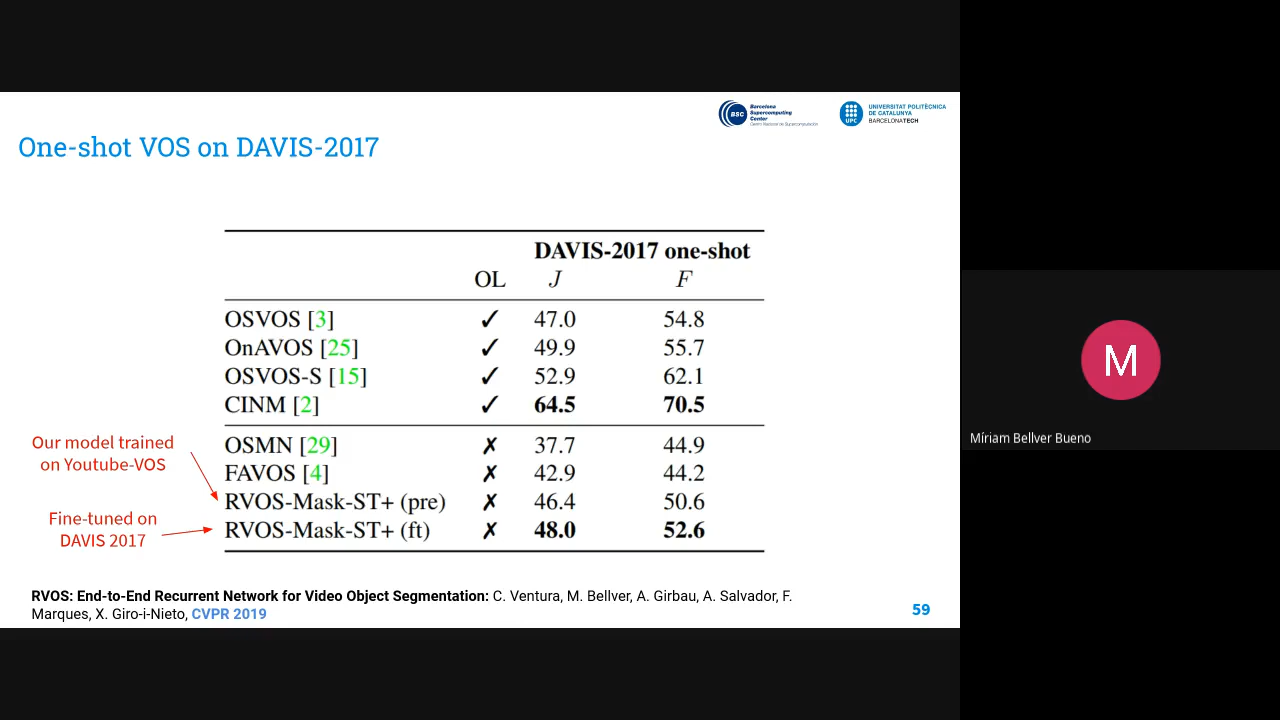 BSC
Barcelona
Supercomputing
Center
Centro Nacional de Supercomputación
UPC
UNIVERSITAT POLITÈCNICA
DE CATALUNYA
BARCELONATECH
One-shot VOS on DAVIS-2017
DAVIS-2017 one-shot
OL J F
OSVOS [3] ✓ 47.0 54.8
OnAVOS [25] ✓ 49.9 55.7
OSVOS-S [15] ✓ 52.9 62.1
CINM [2] ✓ 64.5 70.5
OSMN [29] ✗ 37.7 44.9
FAVOS [4] ✗ 42.9 44.2
RVOS-Mask-ST+ (pre) ✗ 46.4 50.6
RVOS-Mask-ST+ (ft) ✗ 48.0 52.6
Our model trained
on Youtube-VOS
Fine-tuned on
DAVIS 2017
RVOS: End-to-End Recurrent Network for Video Object Segmentation: C. Ventura, M. Bellver, A. Girbau, A. Salvador, F.
Marques, X. Giro-i-Nieto, CVPR 2019
59
M
Míriam Bellver Bueno